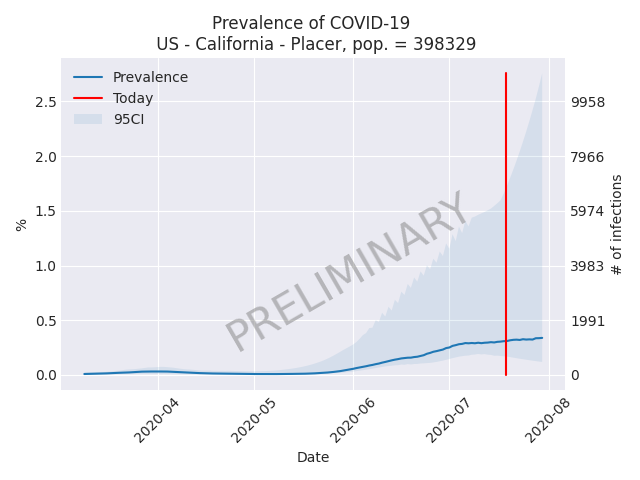 Prevalence of COVID-19
US - California - Placer, pop. = 398329
Prevalence
Today
95CI
PRELIMINARY
2.5
2.0
1.5
1.0
0.5
0.0
%
9958
7966
5974
3983
1991
0
# of infections
2020-04
2020-05
2020-06
2020-07
2020-08
Date